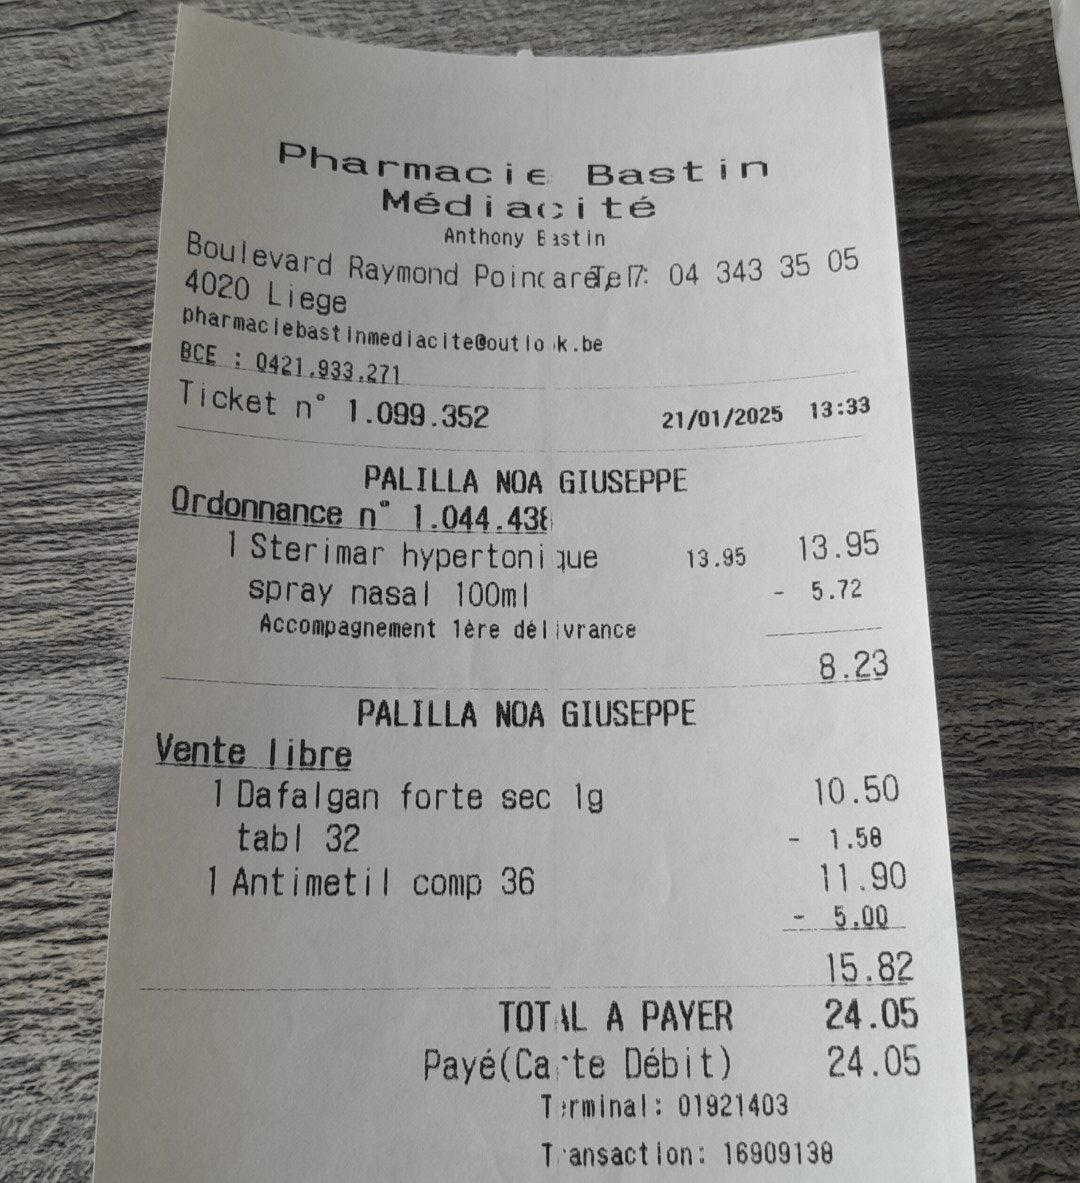 Pharmacie Bastin
Médiacité
Anthony Bastin
Boulevard Raymond Poincaré 7 Tel : 04 343 35 05
4020 Liege
pharmaciebastinmediacite@outlook.be
BCE : 0421.933.271
Ticket n° 1.099.352 21/01/2025 13:33
PALILLA NOA GIUSEPPE
Ordonnance n° 1.044.438
1 Sterimar hypertonique 13.95 13.95
spray nasal 100ml - 5.72
Accompagnement 1ère délivrance
8.23
PALILLA NOA GIUSEPPE
Vente libre
1 Dafalgan forte sec 1g 10.50
tabl 32 - 1.58
1 Antimetil comp 36 11.90
- 5.00
15.82
TOTAL A PAYER 24.05
Payé(Carte Débit) 24.05
Terminal: 01921403
Transaction: 16909138